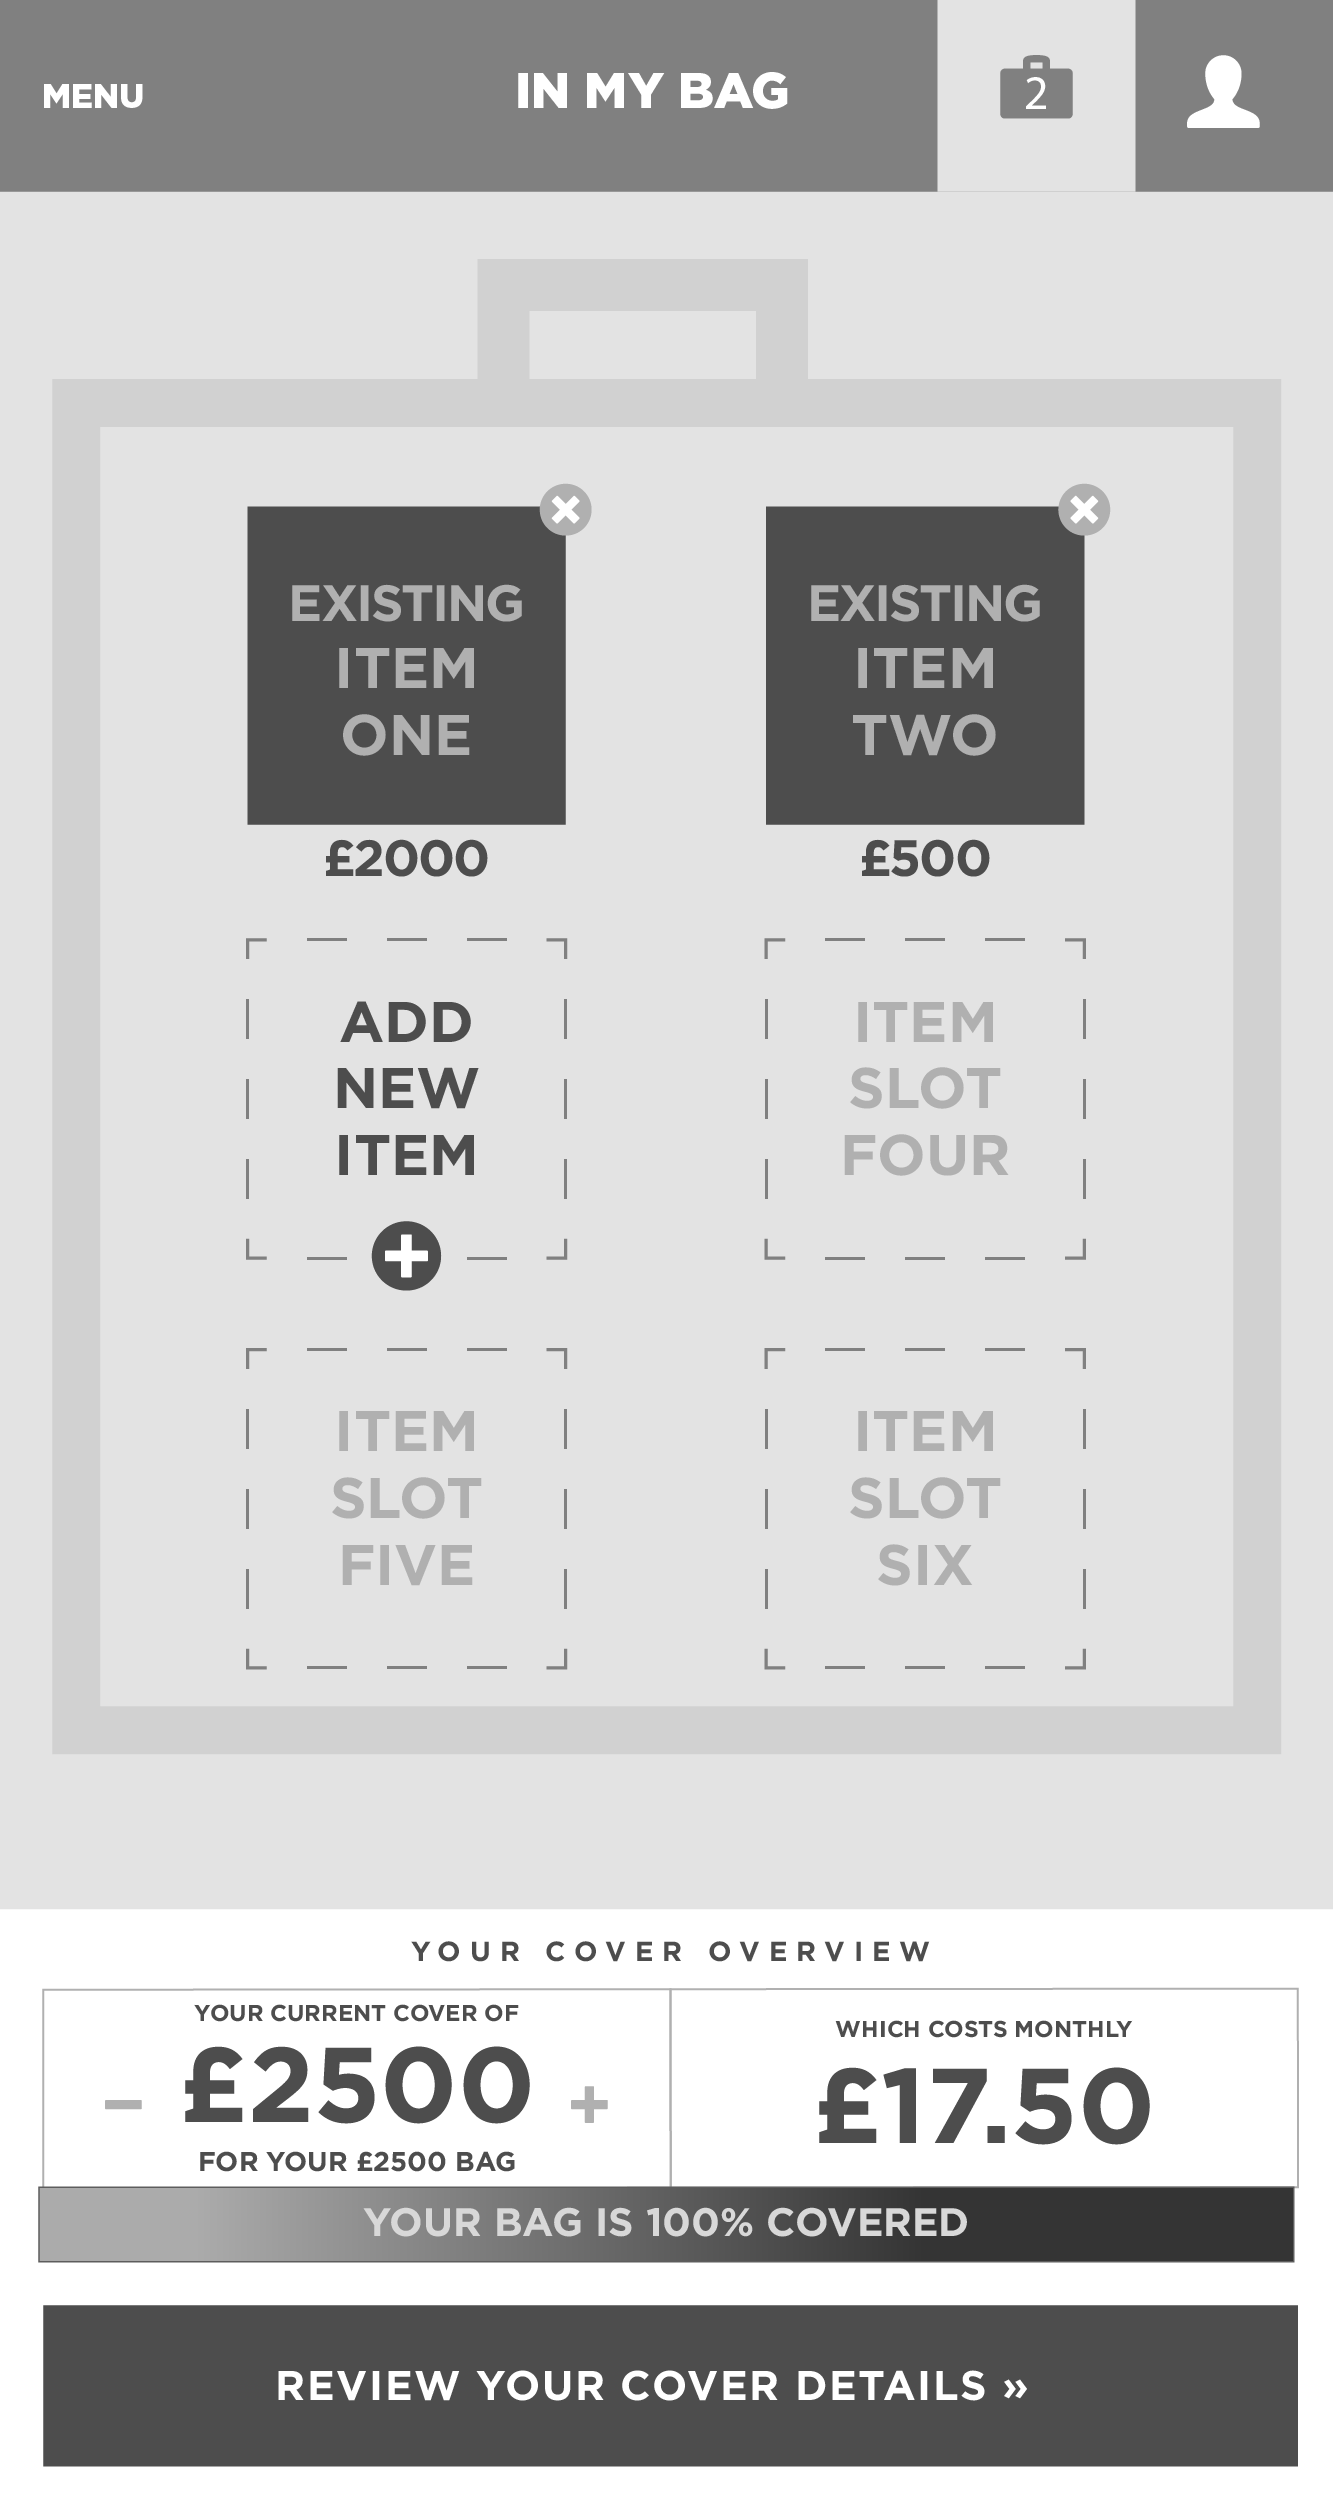 MENU
IN MY BAG
2
EXISTING
ITEM
ONE
£2000
EXISTING
ITEM
TWO
£500
ADD
NEW
ITEM
ITEM
SLOT
FOUR
ITEM
SLOT
FIVE
ITEM
SLOT
SIX
YOUR COVER OVERVIEW
YOUR CURRENT COVER OF
– £2500 +
FOR YOUR £2500 BAG
WHICH COSTS MONTHLY
£17.50
YOUR BAG IS 100% COVERED
REVIEW YOUR COVER DETAILS »